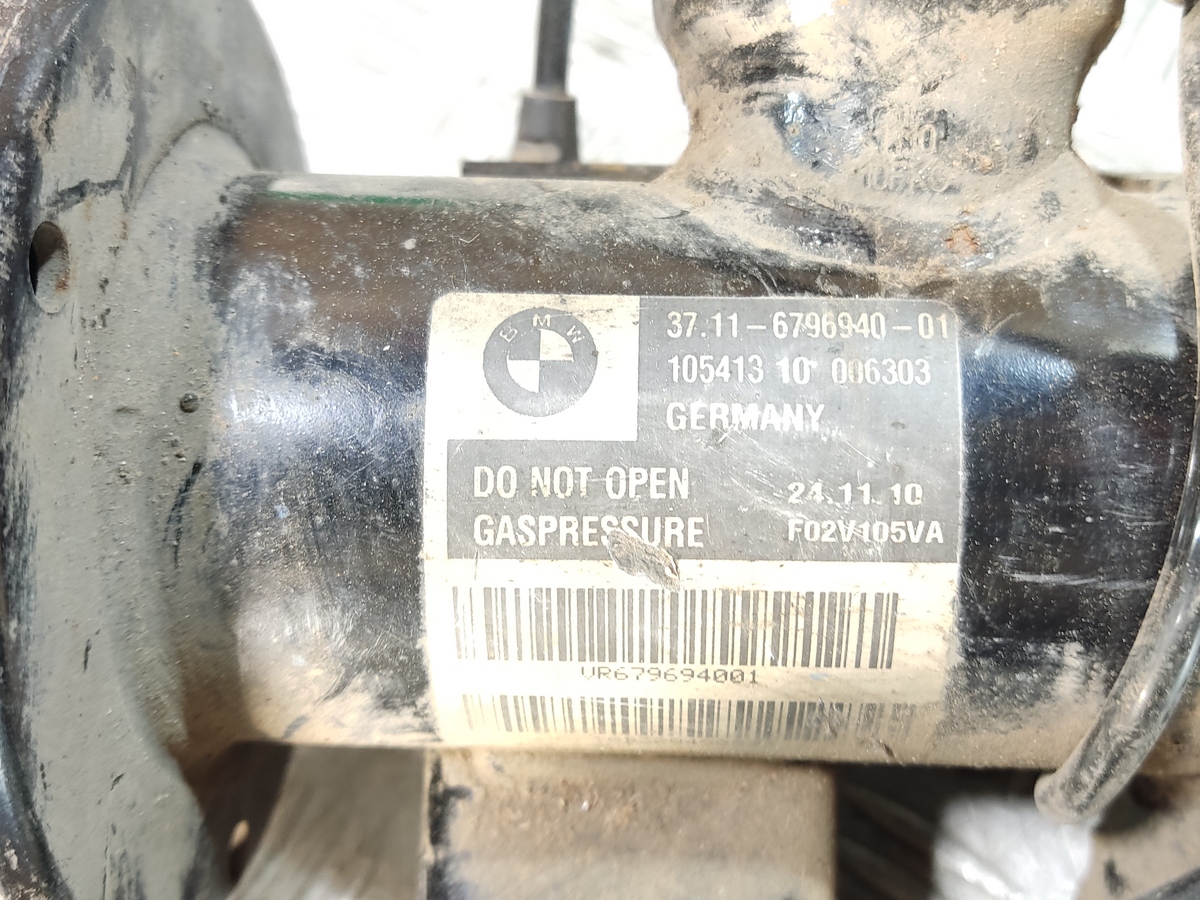 BMW
37.11-6796940-01
105413 10 006303
GERMANY
DO NOT OPEN
24.11.10
GASPRESSURE
F02V105VA
VR679694001